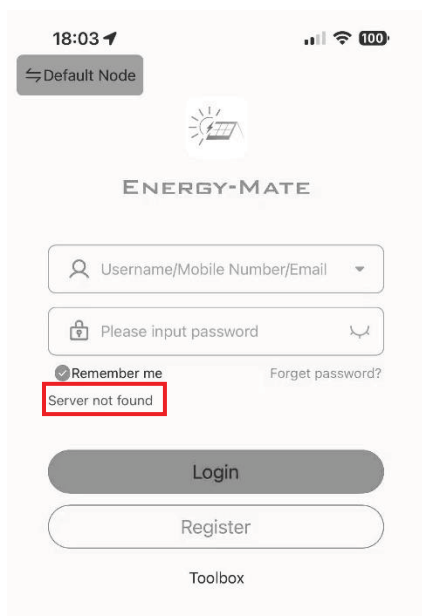 18:03
100
Default Node
ENERGY-MATE
Username/Mobile Number/Email
Please input password
Remember me Forget password?
Server not found
Login
Register
Toolbox